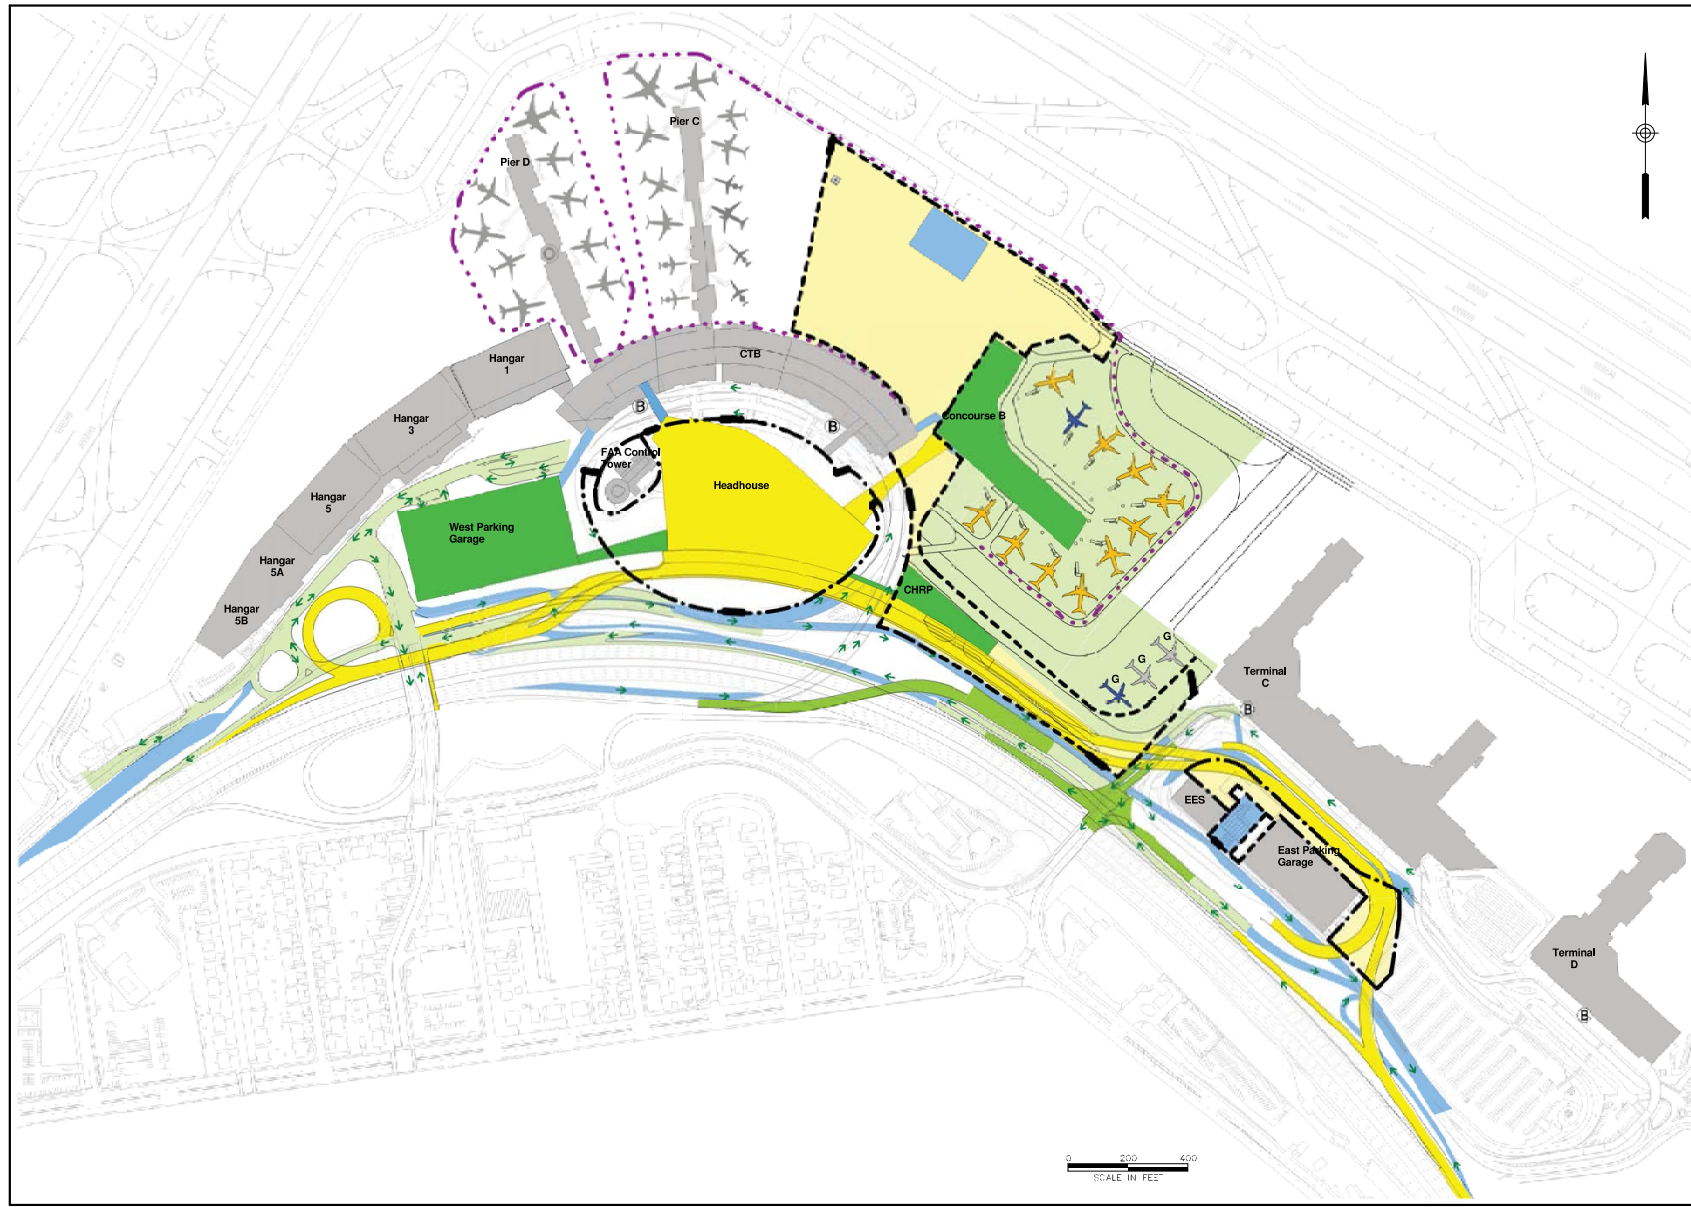 Pier C
Pier D
Hangar
1
CTB
Hangar
3
B
B
Concourse B
FAA Control
Tower
Headhouse
Hangar
5
West Parking
Garage
Hangar
5A
Hangar
5B
CHRP
G
G
Terminal
C
B
EES
East Parking
Garage
Terminal
D
B
0 200 400
SCALE IN FEET